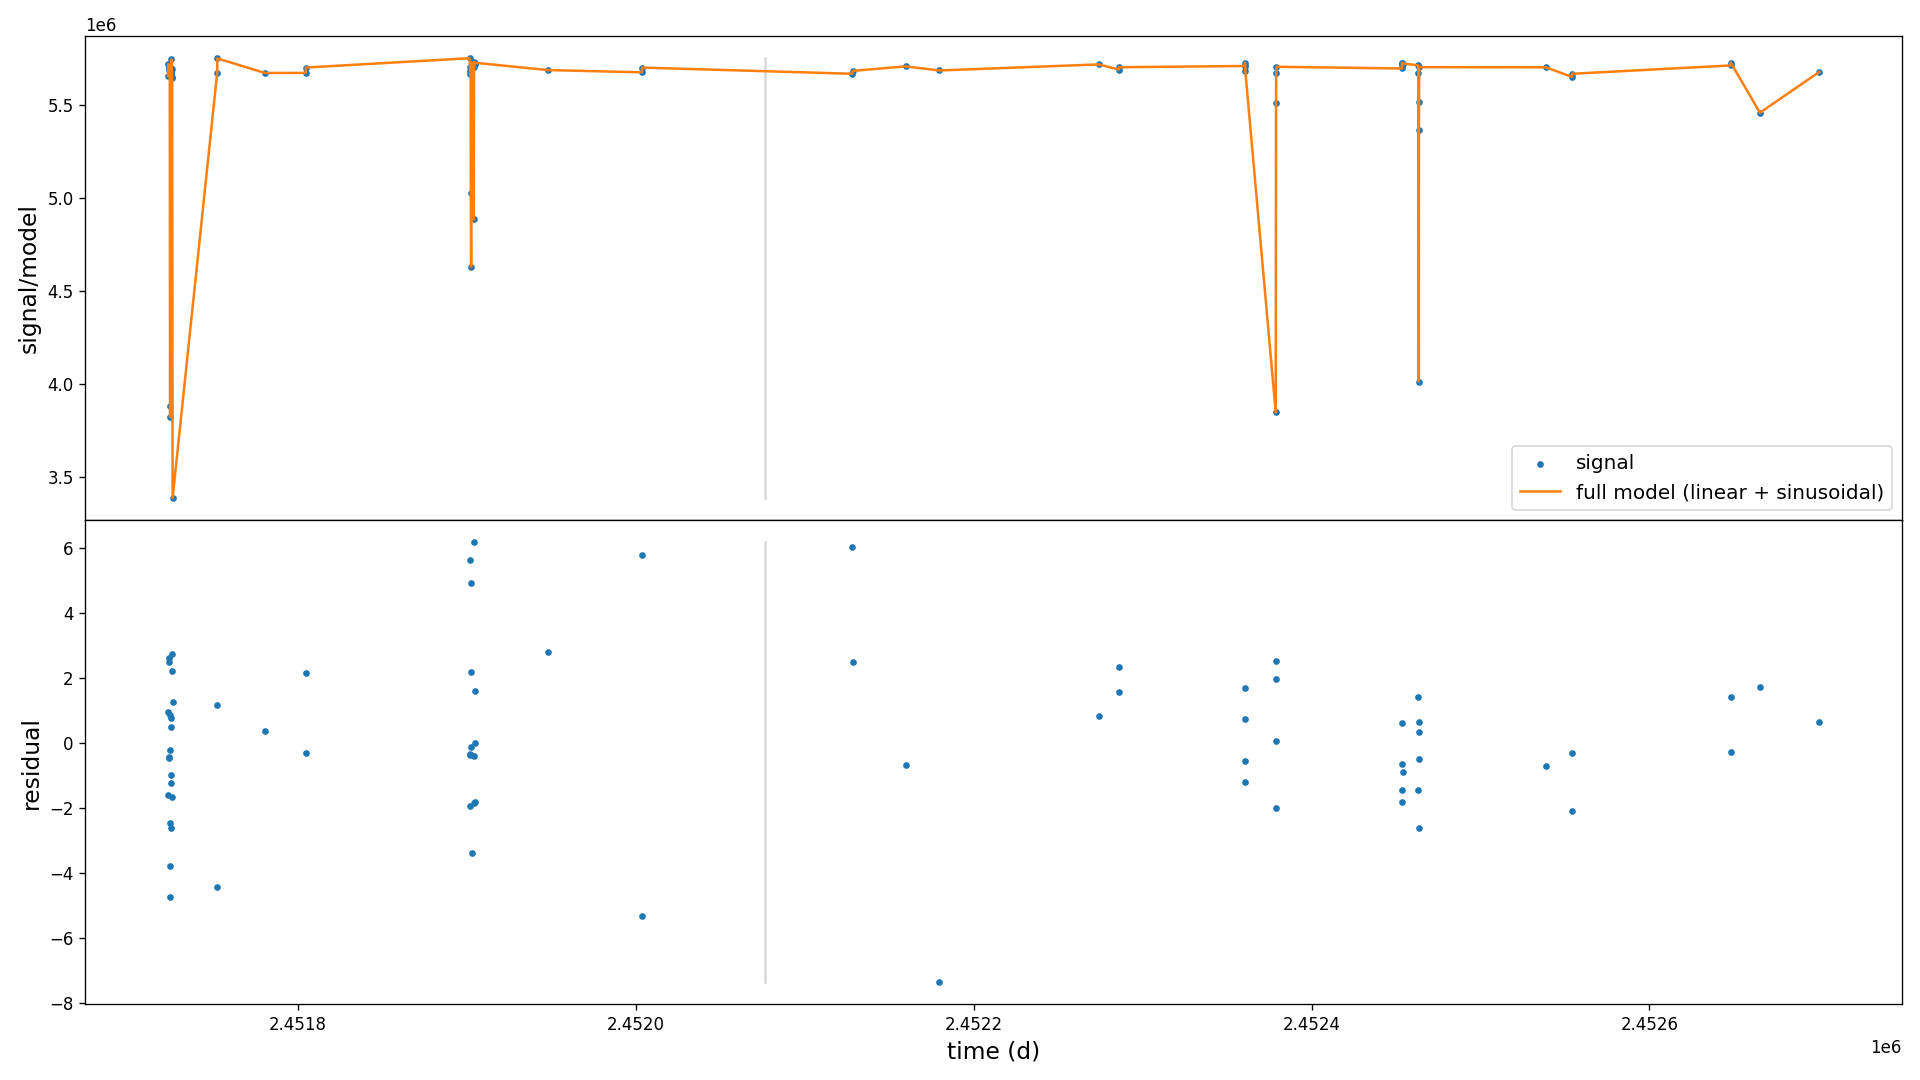 1e6
5.5
5.0
4.5
4.0
3.5
signal/model
signal
full model (linear + sinusoidal)
6
4
2
0
−2
−4
−6
−8
residual
2.4518
2.4520
2.4522
2.4524
2.4526
time (d)
1e6